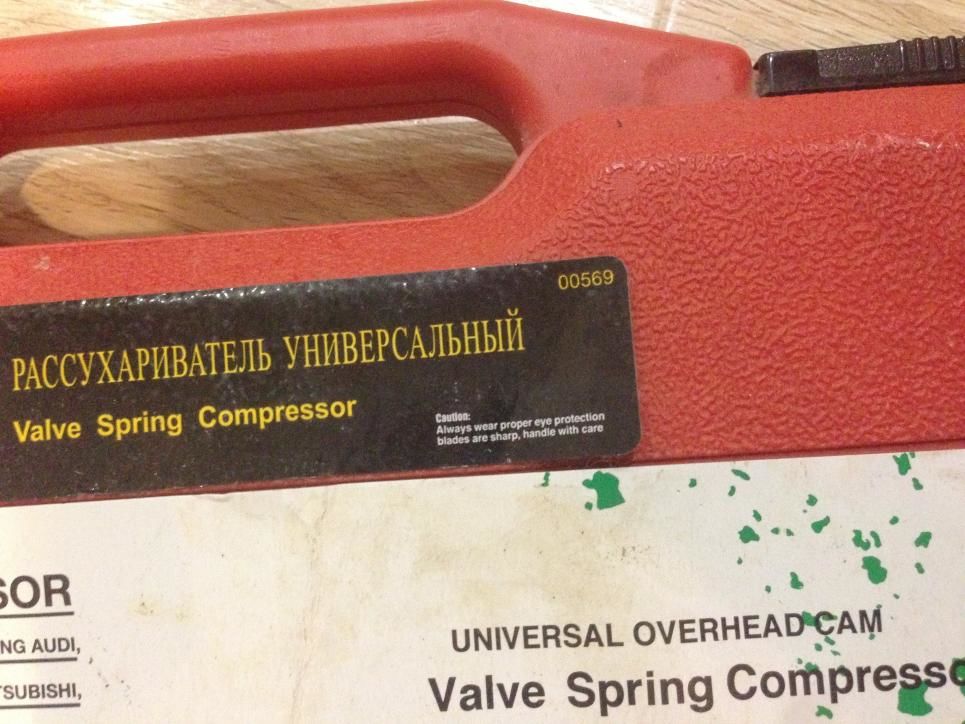 00569
РАССУХАРИВАТЕЛЬ УНИВЕРСАЛЬНЫЙ
Valve Spring Compressor
Caution:
Always wear proper eye protection
blades are sharp, handle with care
SOR
NG AUDI,
TSUBISHI,
UNIVERSAL OVERHEAD CAM
Valve Spring Compresso